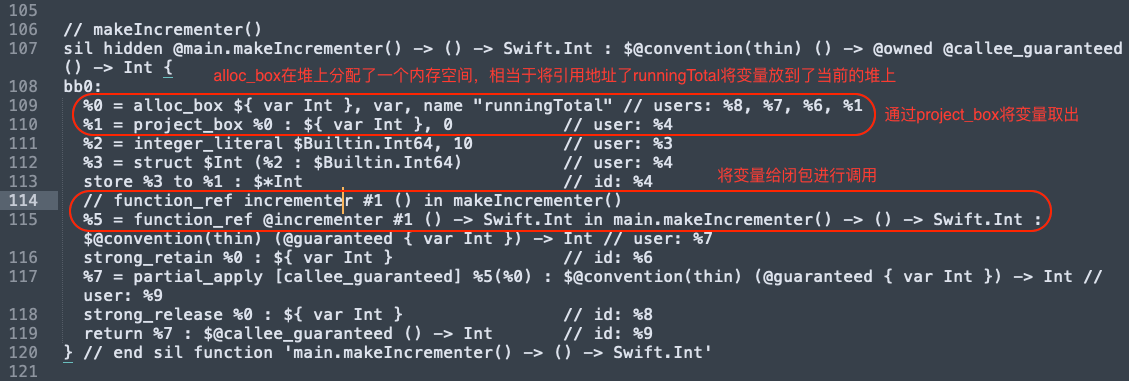 105
106 // makeIncrementer()
107 sil hidden @main.makeIncrementer() -> () -> Swift.Int : $@convention(thin) () -> @owned @callee_guaranteed
() -> Int {
alloc_box在堆上分配了一个内存空间，相当于将引用地址了runningTotal将变量放到了当前的堆上
108 bb0:
109 %0 = alloc_box ${ var Int }, var, name "runningTotal" // users: %8, %7, %6, %1
110 %1 = project_box %0 : ${ var Int }, 0 // user: %4
通过project_box将变量取出
111 %2 = integer_literal $Builtin.Int64, 10 // user: %3
112 %3 = struct $Int (%2 : $Builtin.Int64) // user: %4
113 store %3 to %1 : $*Int // id: %4
将变量给闭包进行调用
114 // function_ref incrementer #1 () in makeIncrementer()
115 %5 = function_ref @incrementer #1 () -> Swift.Int in main.makeIncrementer() -> () -> Swift.Int :
$@convention(thin) (@guaranteed { var Int }) -> Int // user: %7
116 strong_retain %0 : ${ var Int } // id: %6
117 %7 = partial_apply [callee_guaranteed] %5(%0) : $@convention(thin) (@guaranteed { var Int }) -> Int //
user: %9
118 strong_release %0 : ${ var Int } // id: %8
119 return %7 : $@callee_guaranteed () -> Int // id: %9
120 } // end sil function 'main.makeIncrementer() -> () -> Swift.Int'
121